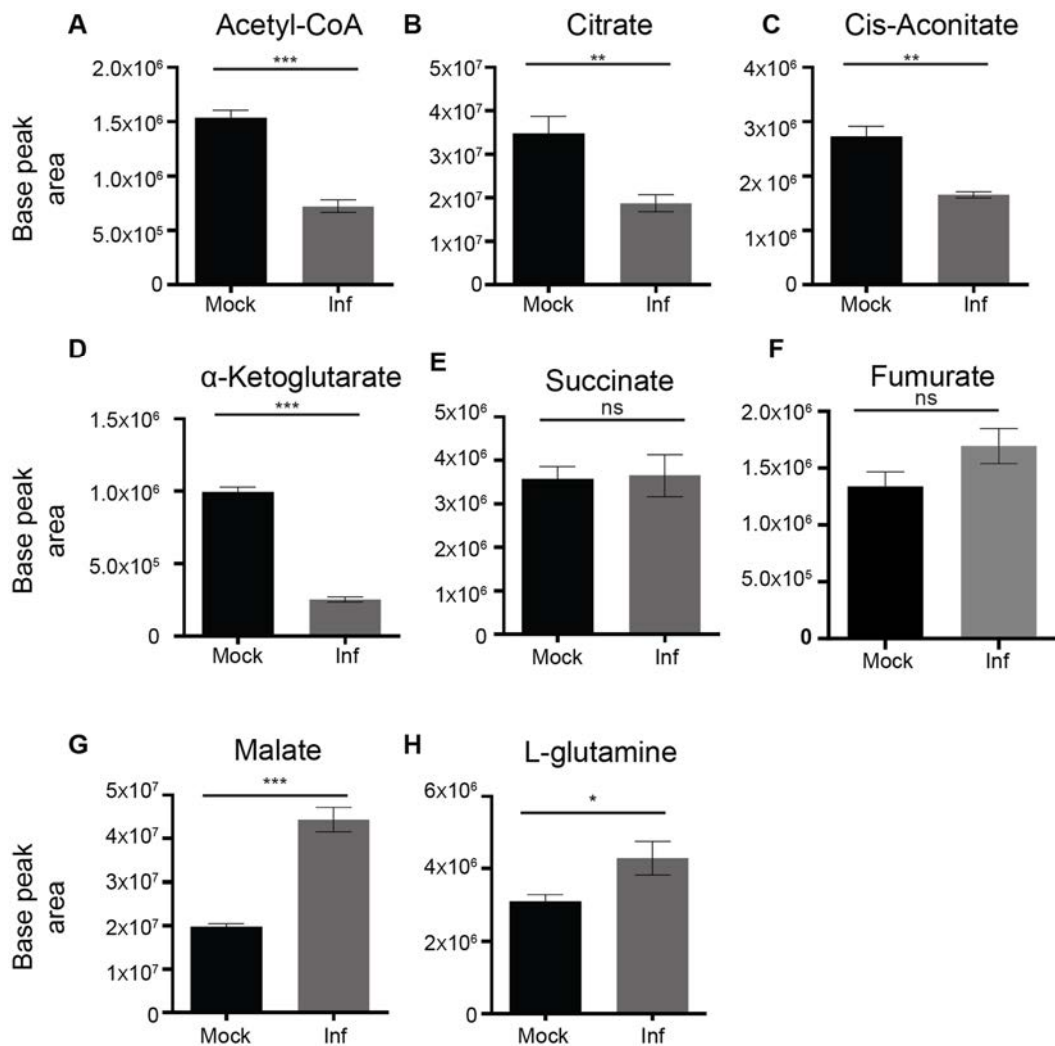 A Acetyl-CoA
***
2.0x10⁶
1.5x10⁶
1.0x10⁶
5.0x10⁵
0
Base peak
area
Mock Inf
B Citrate
**
5x10⁷
4x10⁷
3x10⁷
2x10⁷
1x10⁷
0
Mock Inf
C Cis-Aconitate
**
4x10⁶
3x10⁶
2x 10⁶
1x10⁶
0
Mock Inf
D α-Ketoglutarate
***
1.5x10⁶
1.0x10⁶
5.0x10⁵
0
Base peak
area
Mock Inf
E Succinate
ns
5x10⁶
4x10⁶
3x10⁶
2x10⁶
1x10⁶
0
Mock Inf
F Fumurate
ns
2.0x10⁶
1.5x10⁶
1.0x10⁶
5.0x10⁵
0
Mock Inf
G Malate
***
5x10⁷
4x10⁷
3x10⁷
2x10⁷
1x10⁷
0
Base peak
area
Mock Inf
H L-glutamine
*
6x10⁶
4x10⁶
2x10⁶
0
Mock Inf